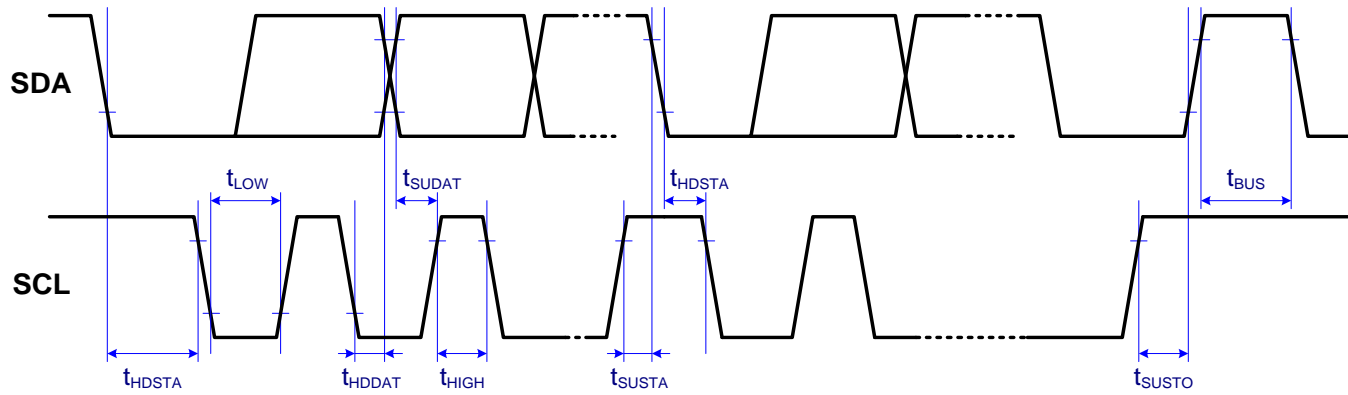 SDA
tLOW
tSUDAT
tHDSTA
tBUS
SCL
tHDSTA
tHDDAT
tHIGH
tSUSTA
tSUSTO